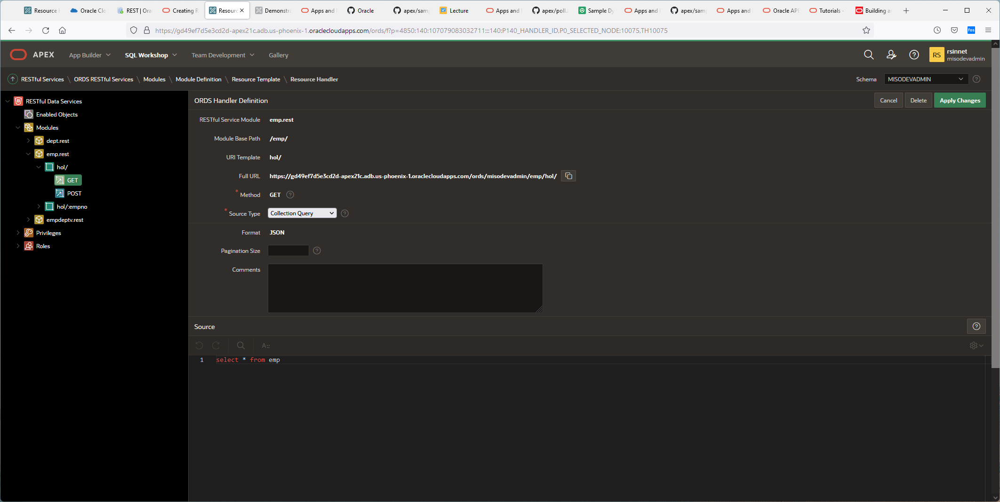 Resource
Oracle Clo
REST | Ora
Creating R
Resourc
Demonstra
Apps and
Oracle
apex/sam
Lecture
Apps and
apex/poll
Sample Dy
Apps and
apex/sam
Apps and
Oracle APE
Tutorials -
Building a
https://gd49ef7d5e3cd2d-apex21c.adb.us-phoenix-1.oraclecloudapps.com/ords/f?p=4850:140:107079083032711:::140:P140_HANDLER_ID,P0_SELECTED_NODE:10075,TH10075
fos
APEX
App Builder
SQL Workshop
Team Development
Gallery
RS
rsinnet
misodevadmin
RESTful Services \ ORDS RESTful Services \ Modules \ Module Definition \ Resource Template \ Resource Handler
Schema MISODEVADMIN
RESTful Data Services
Enabled Objects
Modules
dept.rest
emp.rest
hol/
GET
POST
hol/:empno
empdeptv.rest
Privileges
Roles
ORDS Handler Definition
Cancel
Delete
Apply Changes
RESTful Service Module emp.rest
Module Base Path /emp/
URI Template hol/
Full URL https://gd49ef7d5e3cd2d-apex21c.adb.us-phoenix-1.oraclecloudapps.com/ords/misodevadmin/emp/hol/
* Method GET
* Source Type Collection Query
Format JSON
Pagination Size
Comments
Source
A::
1 select * from emp